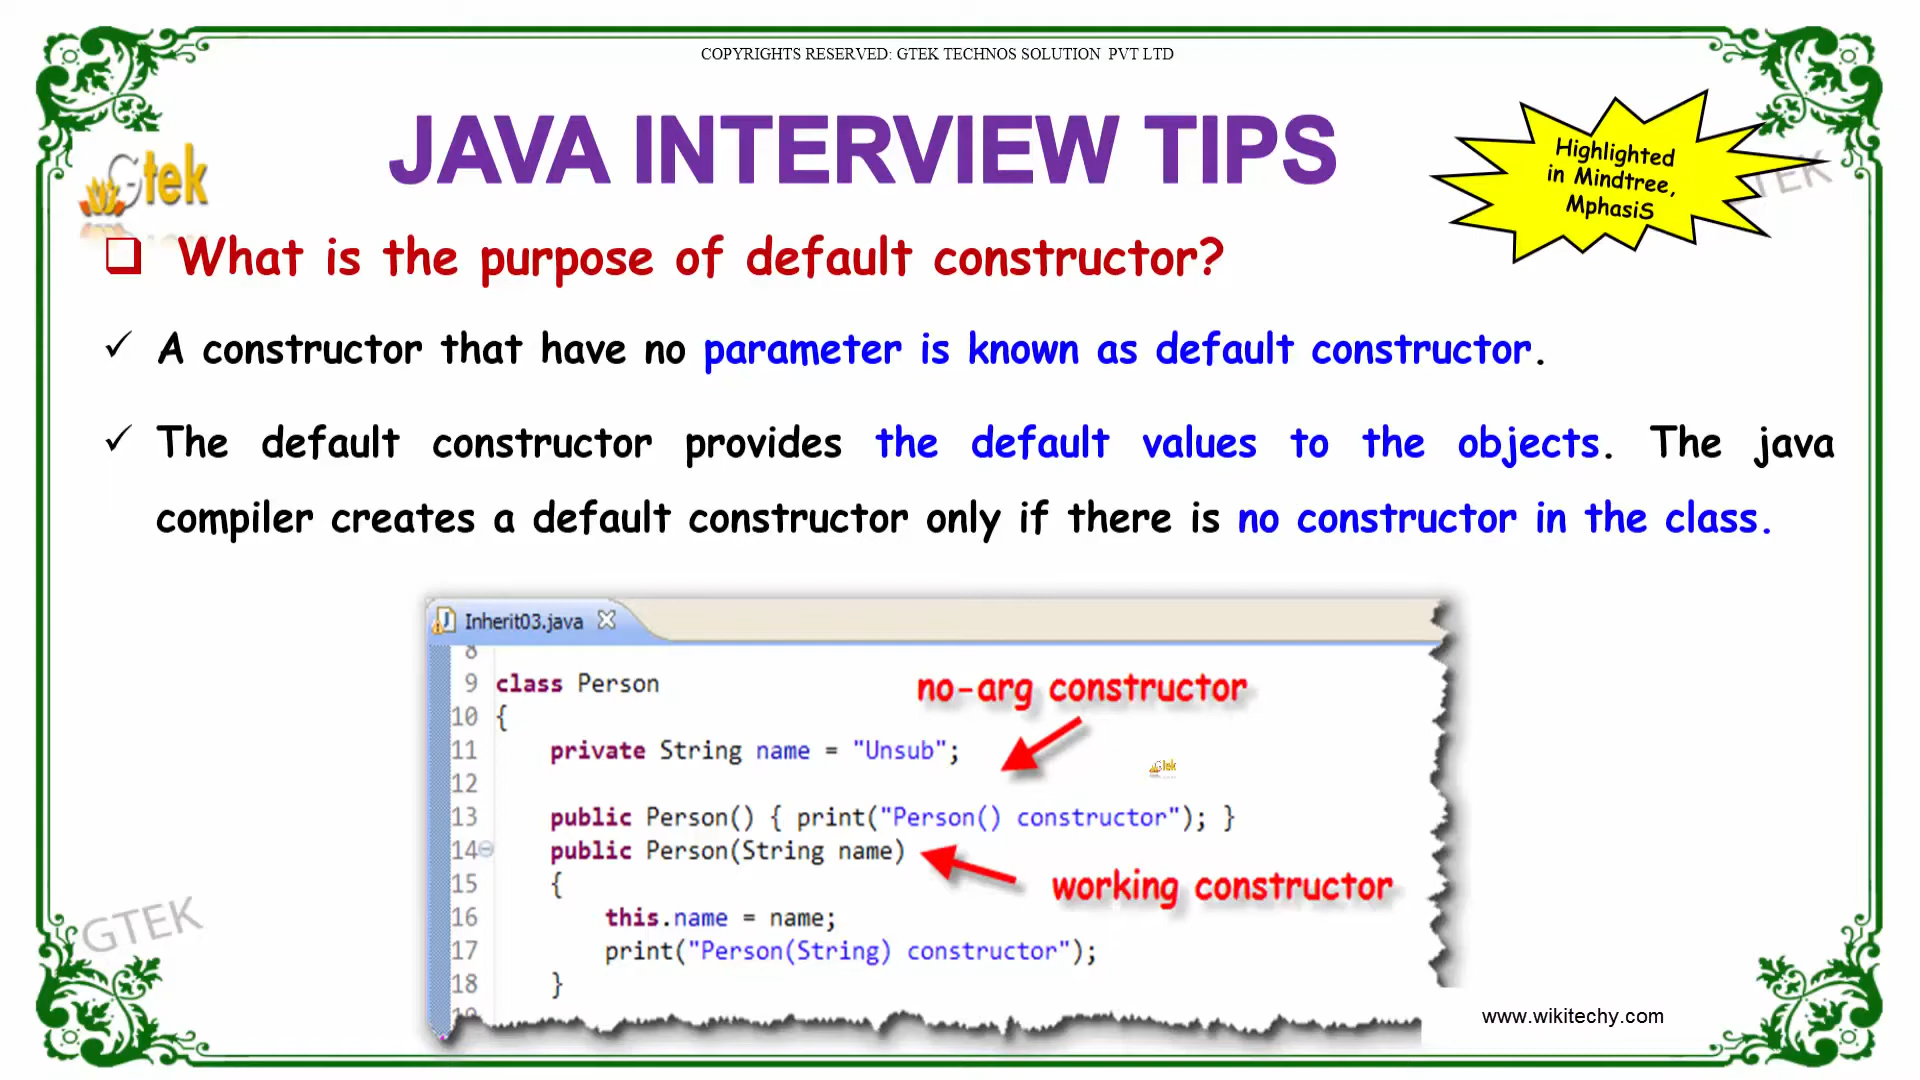 COPYRIGHTS RESERVED: GTEK TECHNOS SOLUTION PVT LTD
JAVA INTERVIEW TIPS
Highlighted
in Mindtree,
MphasiS
Gtek
❑ What is the purpose of default constructor?
✓ A constructor that have no parameter is known as default constructor.
✓ The default constructor provides the default values to the objects. The java
compiler creates a default constructor only if there is no constructor in the class.
Inherit03.java
8
9 class Person
no-arg constructor
10 {
11 private String name = "Unsub";
Gtek
12
13 public Person() { print("Person() constructor"); }
14 public Person(String name)
15 {
working constructor
16 this.name = name;
17 print("Person(String) constructor");
18 }
GTEK
www.wikitechy.com